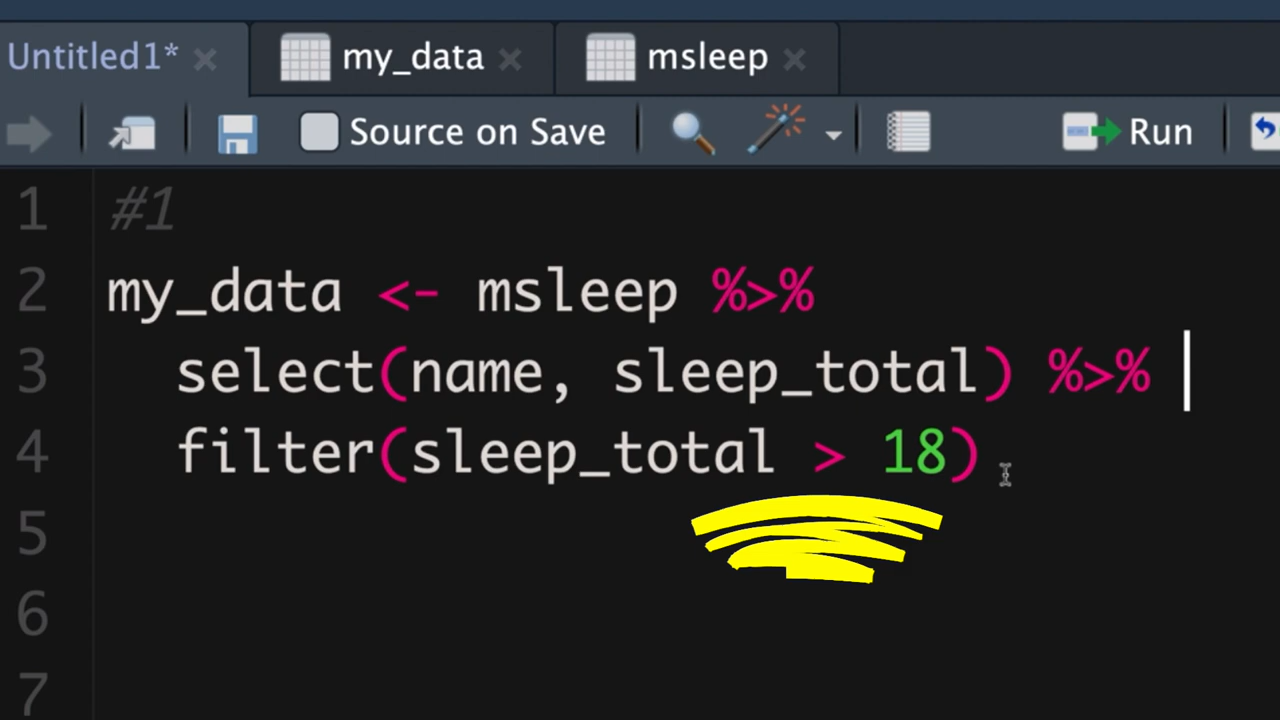 Untitled1* my_data msleep
Source on Save Run
1 #1
2 my_data <- msleep %>%
3 select(name, sleep_total) %>%
4 filter(sleep_total > 18)
5
6
7